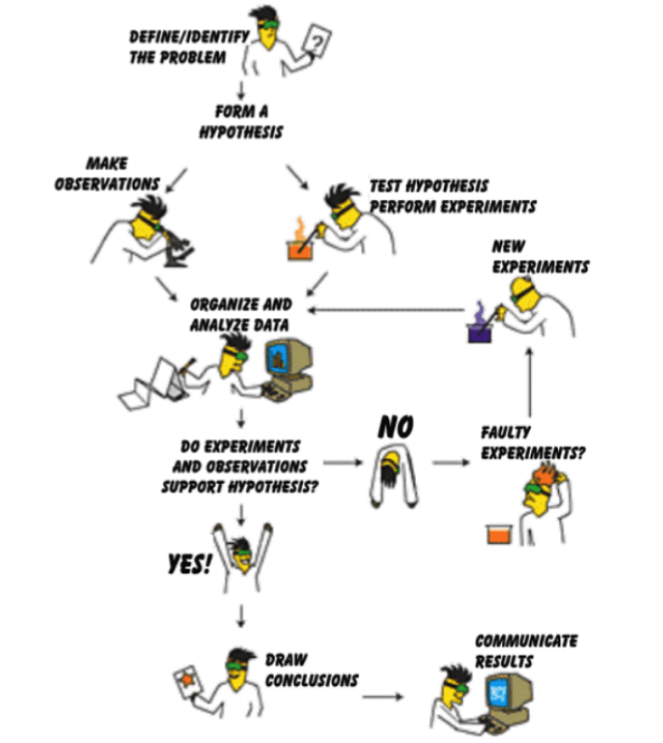 DEFINE/IDENTIFY
THE PROBLEM
?
FORM A
HYPOTHESIS
MAKE
OBSERVATIONS
TEST HYPOTHESIS
PERFORM EXPERIMENTS
NEW
EXPERIMENTS
ORGANIZE AND
ANALYZE DATA
DO EXPERIMENTS
AND OBSERVATIONS
SUPPORT HYPOTHESIS?
NO
FAULTY
EXPERIMENTS?
YES!
DRAW
CONCLUSIONS
COMMUNICATE
RESULTS